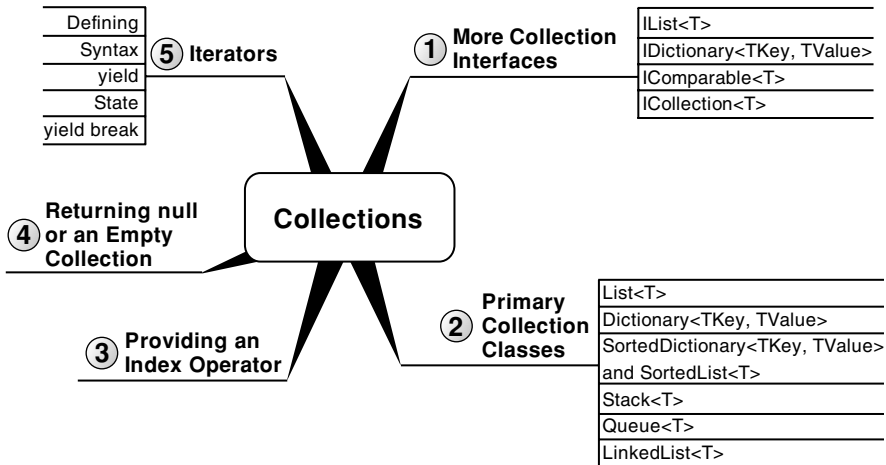 Collections
1 More Collection
Interfaces
IList<T>
IDictionary<TKey, TValue>
IComparable<T>
ICollection<T>
2 Primary
Collection
Classes
List<T>
Dictionary<TKey, TValue>
SortedDictionary<TKey, TValue>
and SortedList<T>
Stack<T>
Queue<T>
LinkedList<T>
3 Providing an
Index Operator
4 Returning null
or an Empty
Collection
5 Iterators
Defining
Syntax
yield
State
yield break